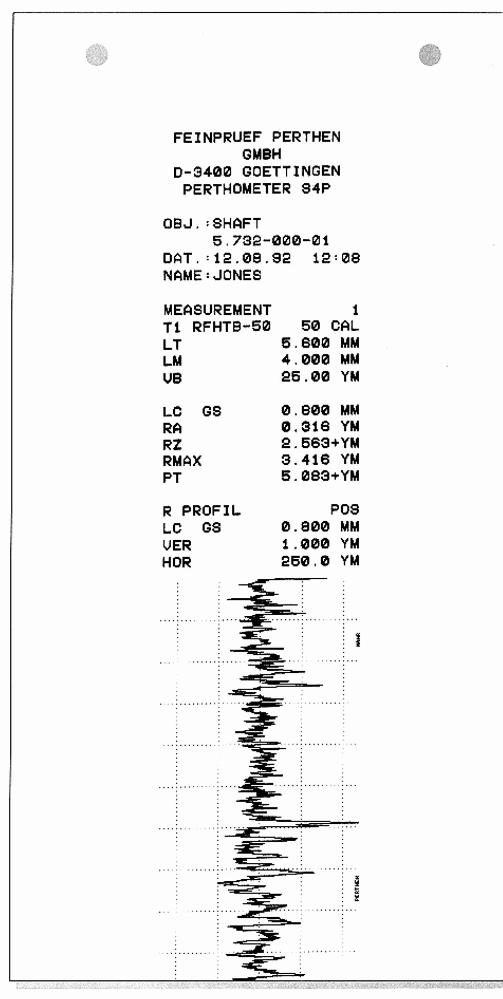 FEINPRUEF PERTHEN
GMBH
D-3400 GOETTINGEN
PERTHOMETER S4P
OBJ.:SHAFT
5.732-000-01
DAT.:12.08.92 12:08
NAME:JONES
MEASUREMENT 1
T1 RFHTB-50 50 CAL
LT 5.600 MM
LM 4.000 MM
VB 25.00 YM
LC GS 0.800 MM
RA 0.316 YM
RZ 2.563+YM
RMAX 3.416 YM
PT 5.083+YM
R PROFIL POS
LC GS 0.800 MM
VER 1.000 YM
HOR 250.0 YM
MAHR
PERTHEN